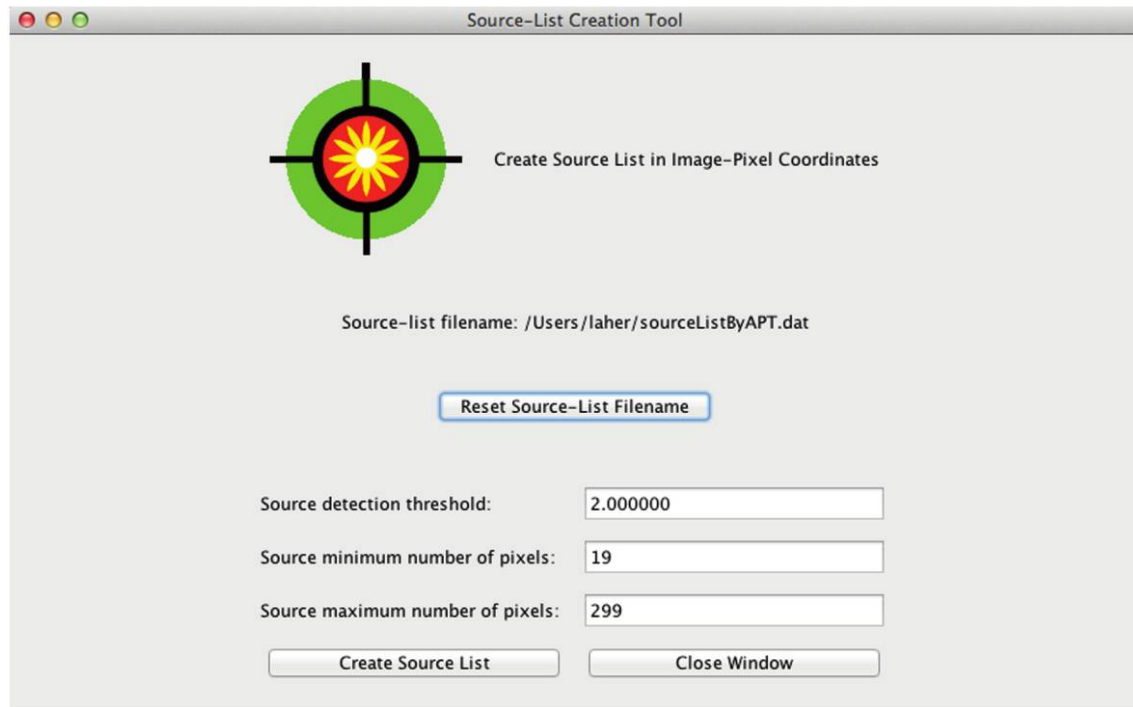 Source-List Creation Tool
Create Source List in Image-Pixel Coordinates
Source-list filename: /Users/laher/sourceListByAPT.dat
Reset Source-List Filename
Source detection threshold: 2.000000
Source minimum number of pixels: 19
Source maximum number of pixels: 299
Create Source List Close Window